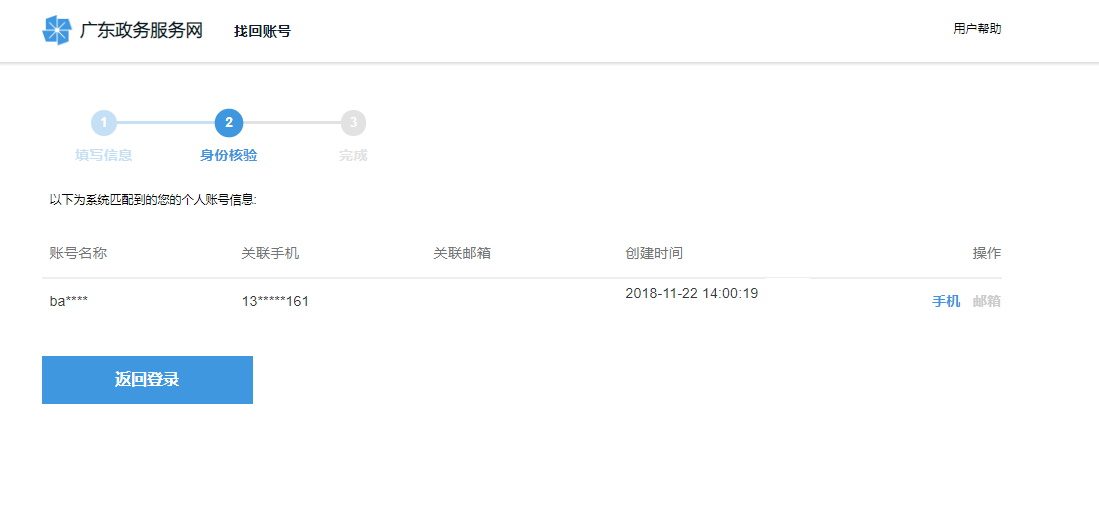 广东政务服务网 找回账号 用户帮助
1 2 3
填写信息 身份核验 完成
以下为系统匹配到的您的个人账号信息:
账号名称 关联手机 关联邮箱 创建时间 操作
ba**** 13*****161 2018-11-22 14:00:19 手机 邮箱
返回登录